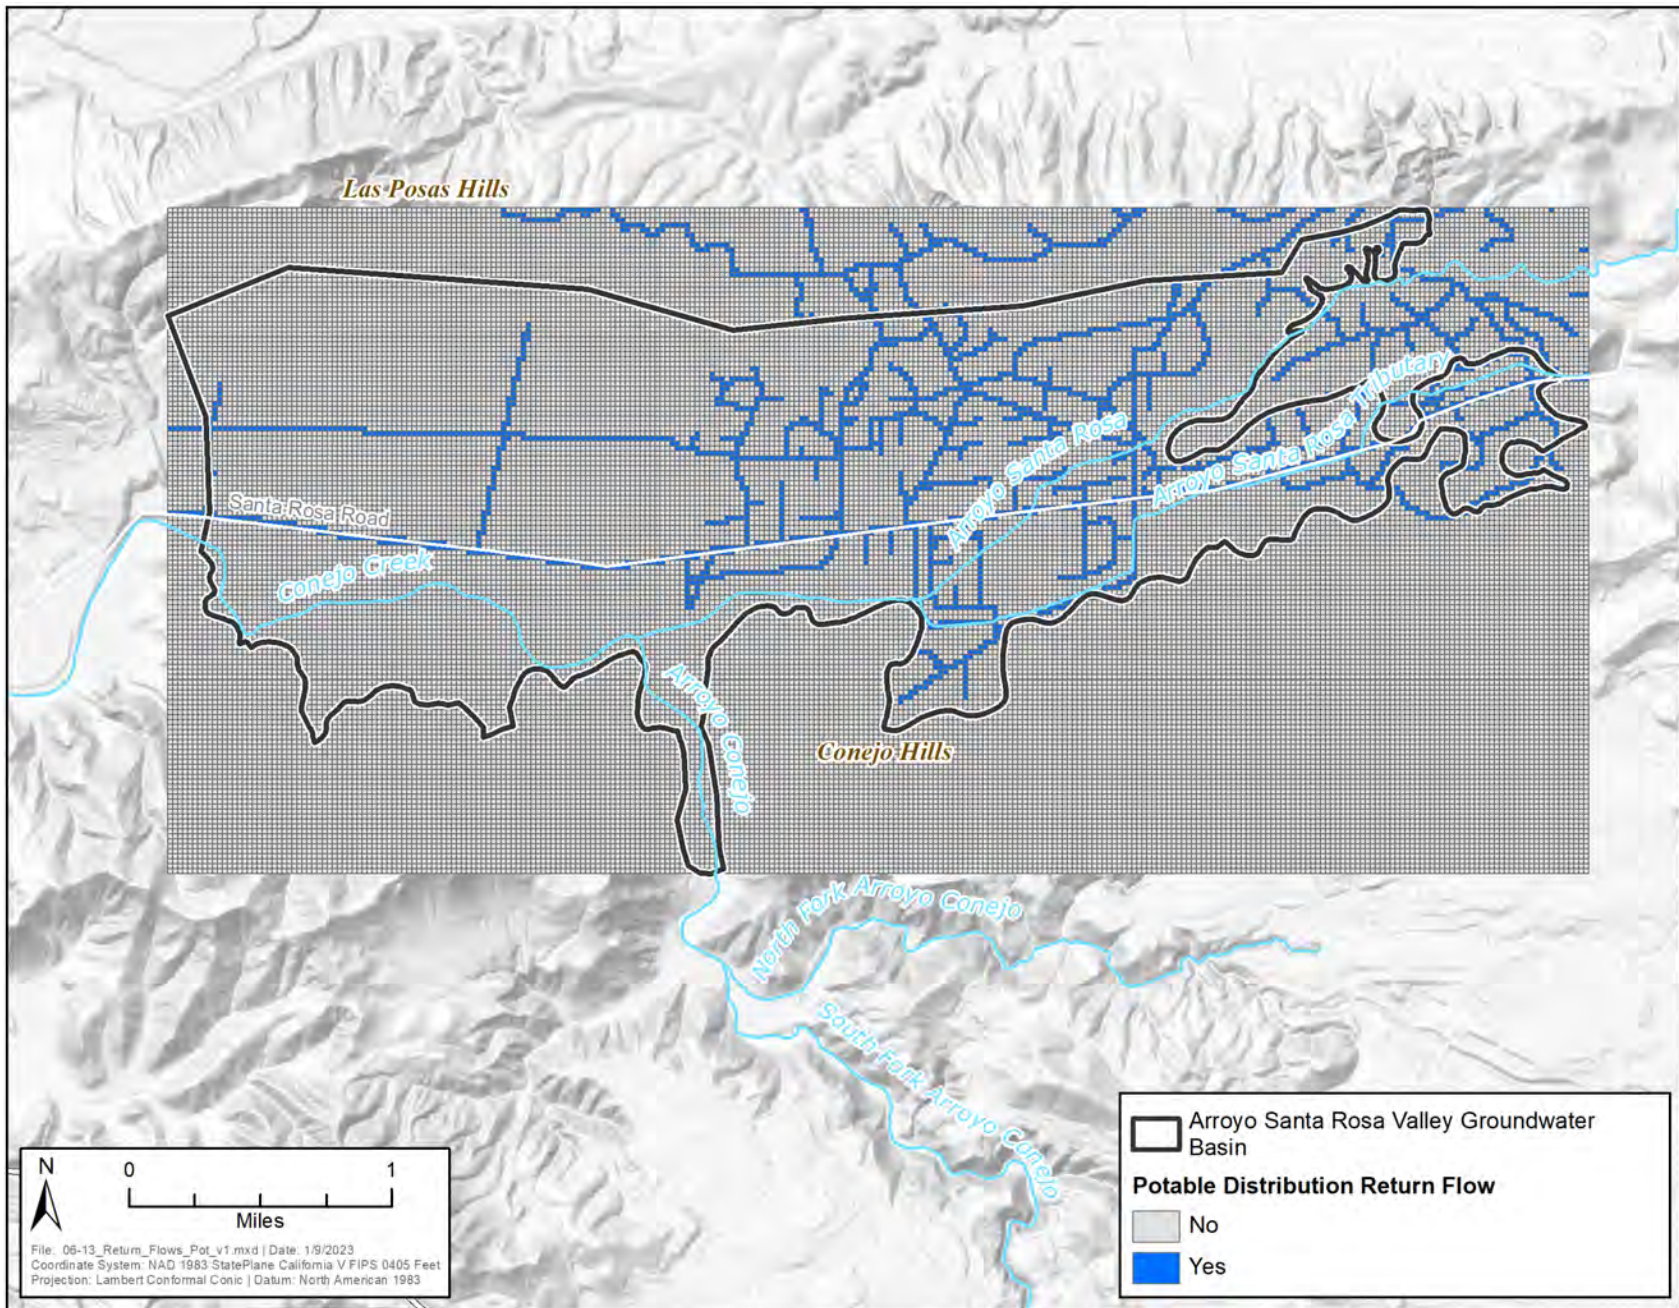 Las Posas Hills
Arroyo Santa Rosa Tributary
Arroyo Santa Rosa
Santa Rosa Road
Conejo Creek
Arroyo Conejo
Conejo Hills
North Fork Arroyo Conejo
South Fork Arroyo Conejo
N
0 1
Miles
File: 06-13_Return_Flows_Pot_v1.mxd | Date: 1/9/2023
Coordinate System: NAD 1983 StatePlane California V FIPS 0405 Feet
Projection: Lambert Conformal Conic | Datum: North American 1983
Arroyo Santa Rosa Valley Groundwater
Basin
Potable Distribution Return Flow
No
Yes